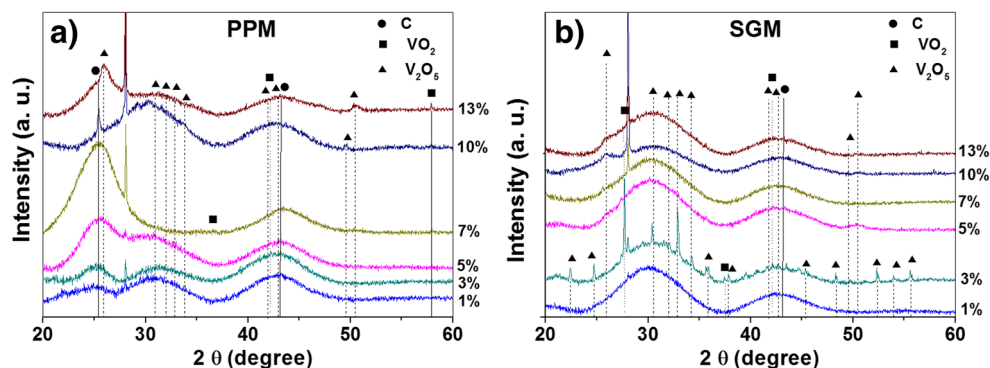 a)
PPM
C
VO2
V2O5
13%
10%
7%
5%
3%
1%
Intensity (a. u.)
20 30 40 50 60
2 θ (degree)
b)
SGM
C
VO2
V2O5
13%
10%
7%
5%
3%
1%
Intensity (a. u.)
20 30 40 50 60
2 θ (degree)